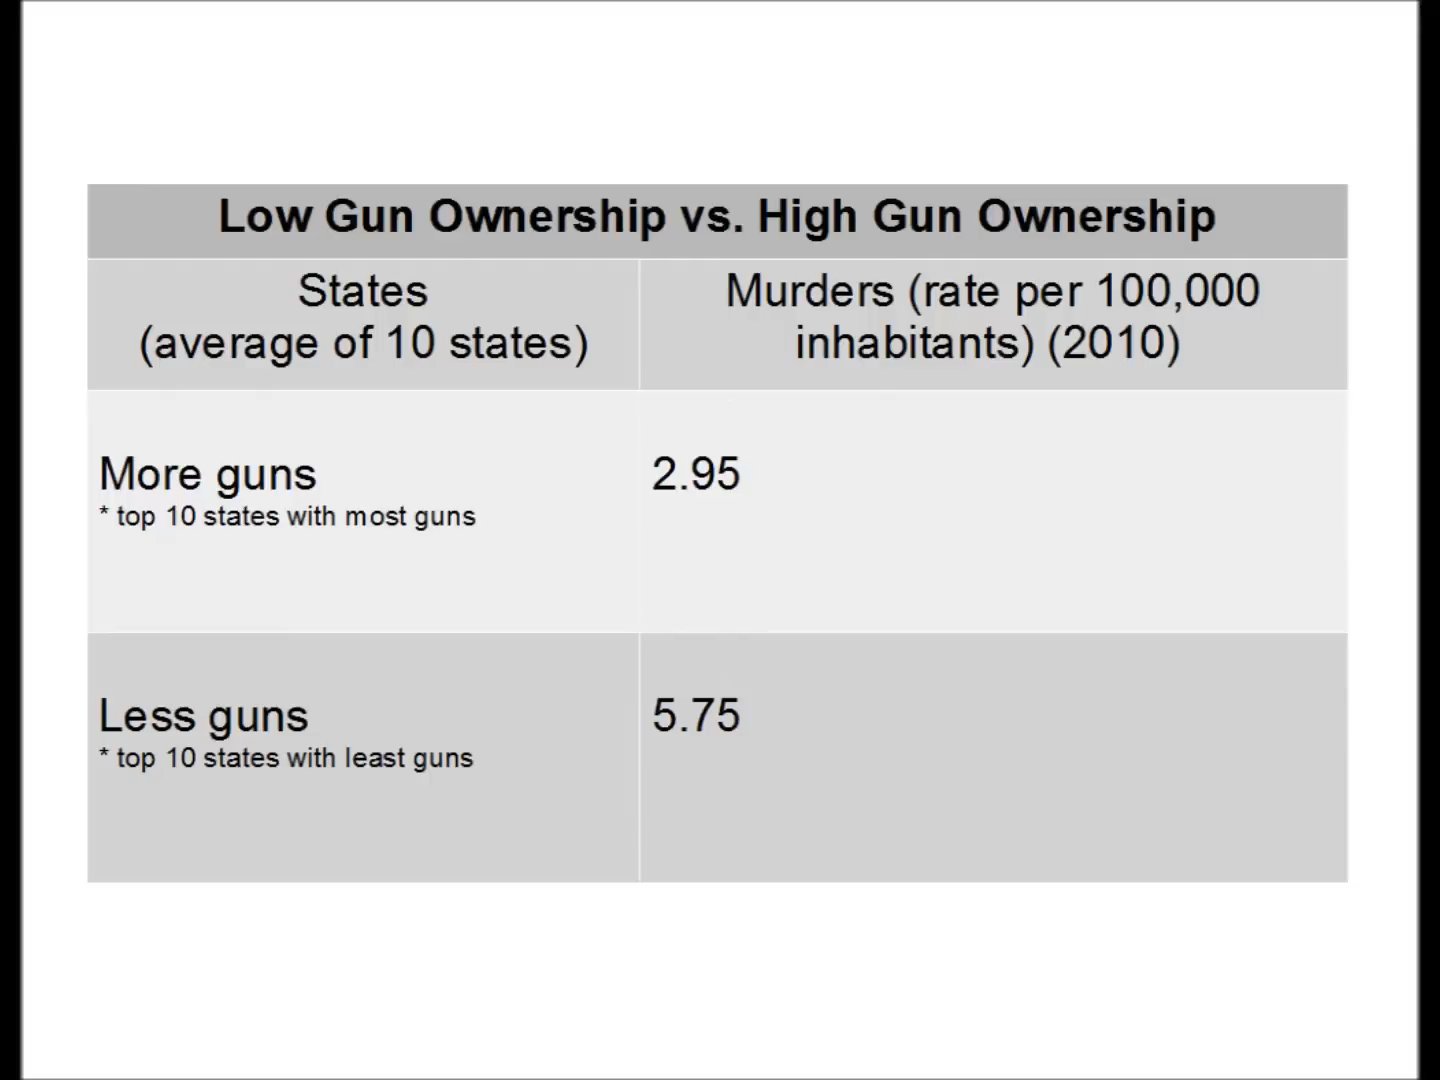 Low Gun Ownership vs. High Gun Ownership
States
(average of 10 states)
Murders (rate per 100,000
inhabitants) (2010)
More guns
* top 10 states with most guns
2.95
Less guns
* top 10 states with least guns
5.75